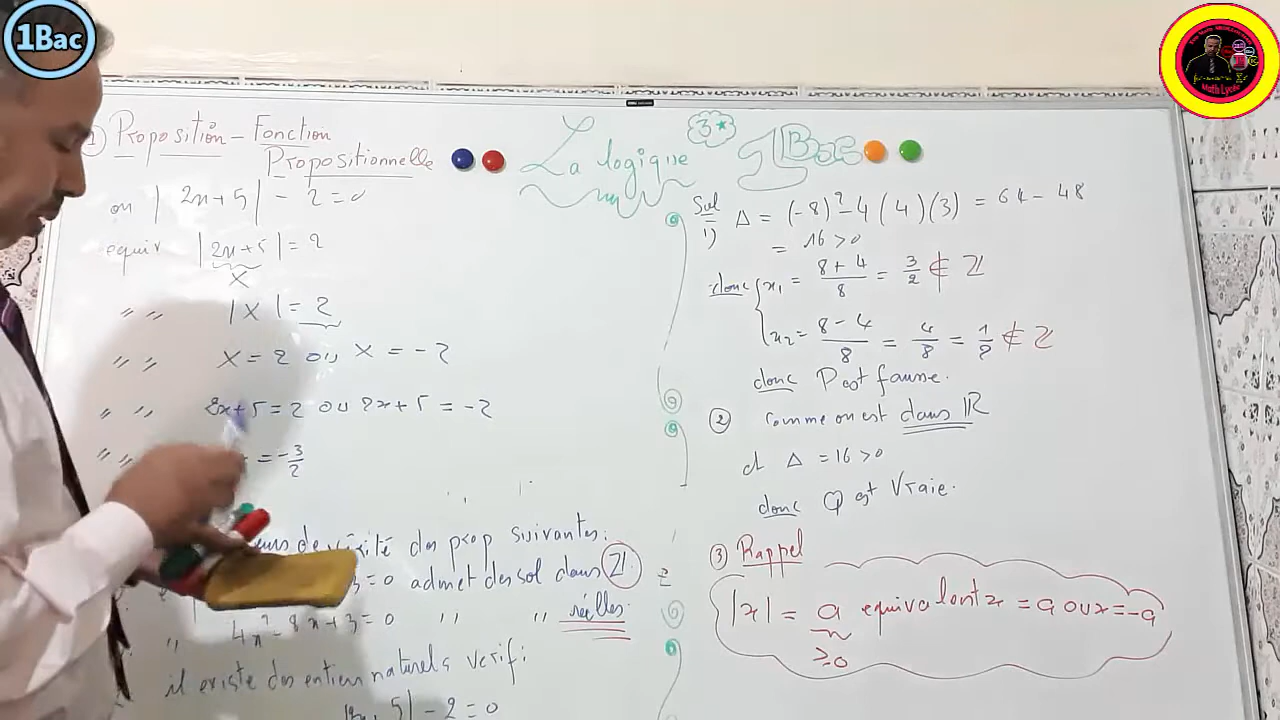 1Bac
1) Proposition - Fonction
Propositionnelle
La logique 3* 1Bac
on |2x+5| - 2 = 0
equiv |2x+5| = 2
X
" " |X| = 2
" " X = 2 ou X = -2
" " 2x+5 = 2 ou 2x+5 = -2
" " = -3/2
de vérité des prop suivantes:
3=0 admet des sol dans Z
" 4x² - 8x+3=0 " " réelles.
il existe des entiers naturels verifi:
5| - 2 = 0
Sol
1) Δ = (-8)² - 4(4)(3) = 64 - 48
= 16 > 0
donc x₁ = (8+4)/8 = 3/2 ∉ Z
x₂ = (8-4)/8 = 4/8 = 1/2 ∉ Z
donc P est fausse.
② comme on est dans R
et Δ = 16 > 0
donc Q est Vraie.
③ Rappel
|x| = a equivalent x = a ou x = -a
≥0
Math Lycée